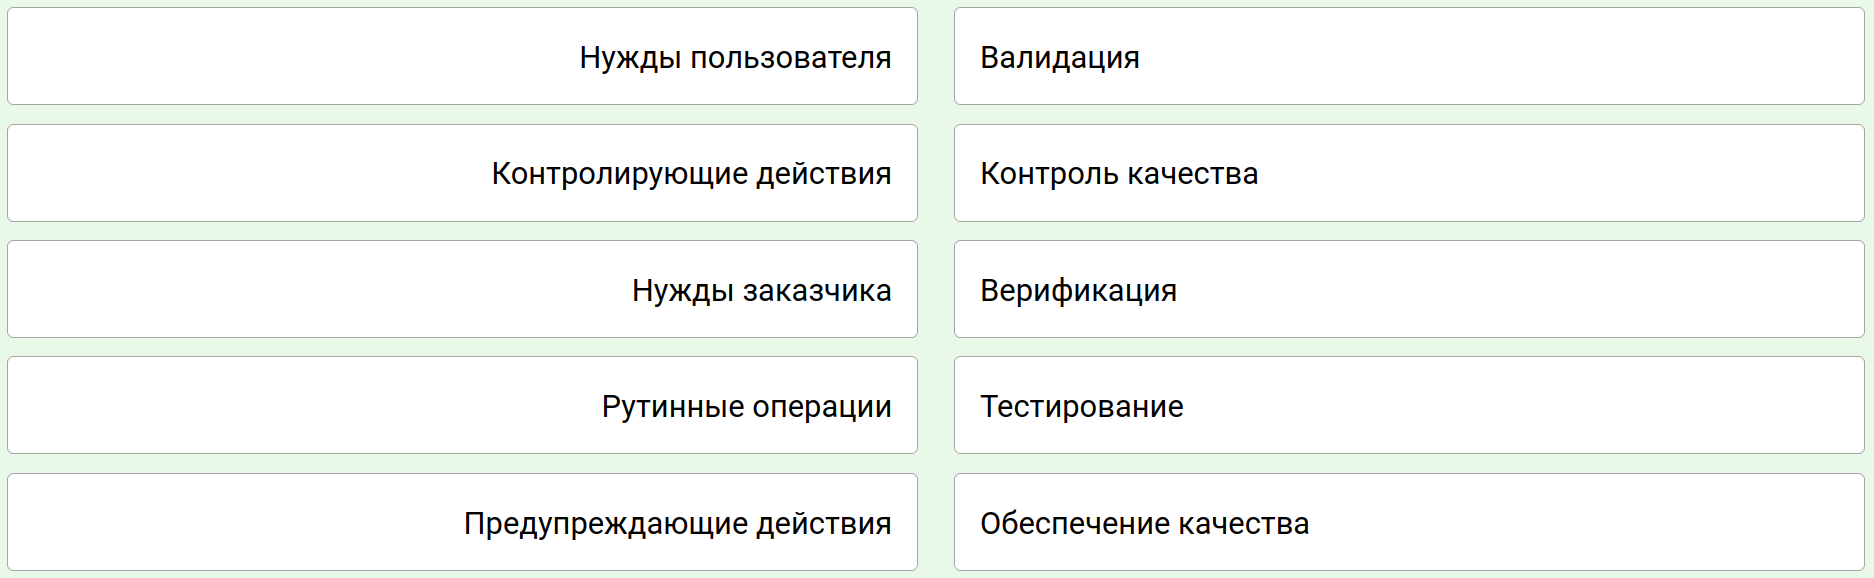 Нужды пользователя
Валидация
Контролирующие действия
Контроль качества
Нужды заказчика
Верификация
Рутинные операции
Тестирование
Предупреждающие действия
Обеспечение качества